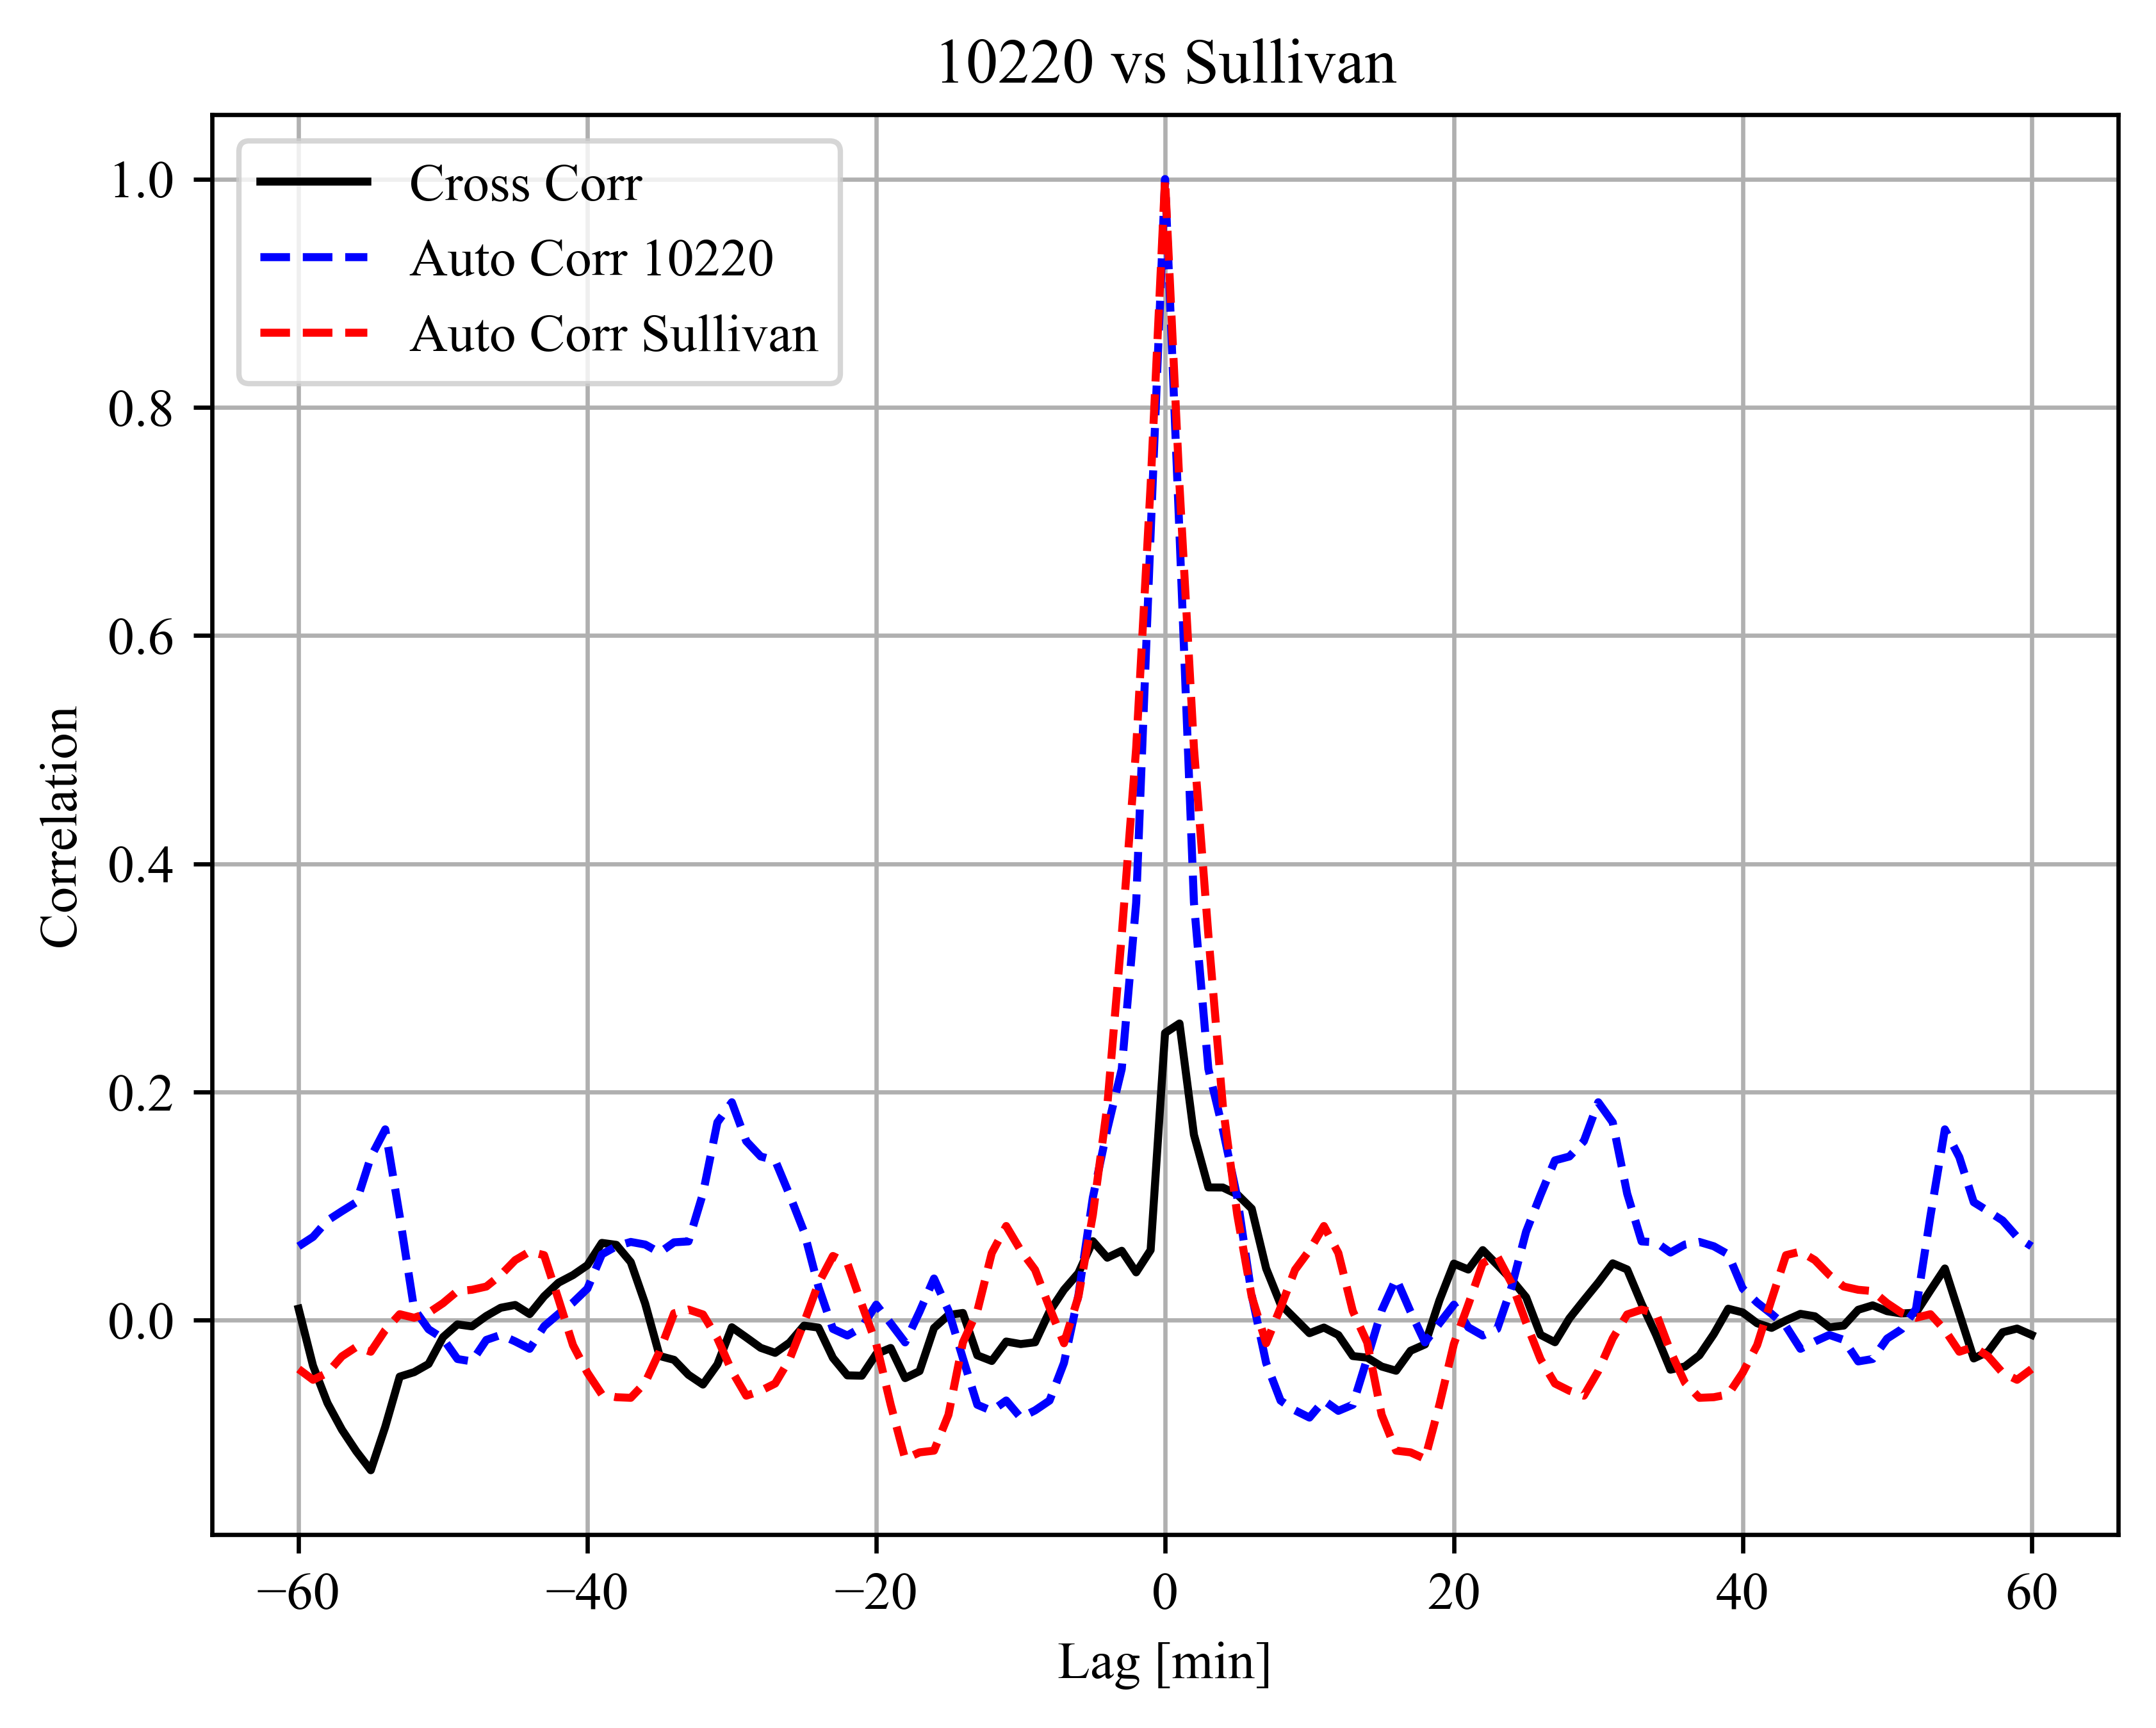 10220 vs Sullivan
Cross Corr
Auto Corr 10220
Auto Corr Sullivan
1.0
0.8
0.6
0.4
0.2
0.0
Correlation
−60 −40 −20 0 20 40 60
Lag [min]